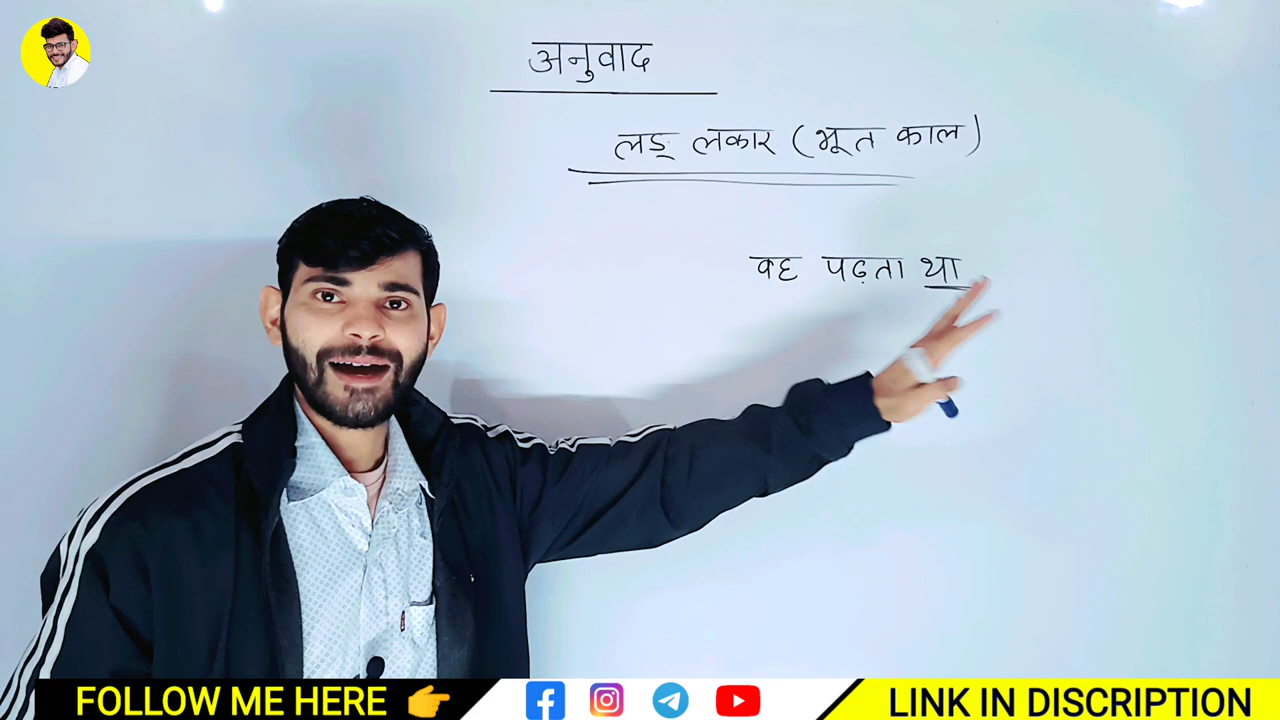 अनुवाद
लङ् लकार (भूत काल)
वह पढ़ता था
FOLLOW ME HERE
LINK IN DISCRIPTION